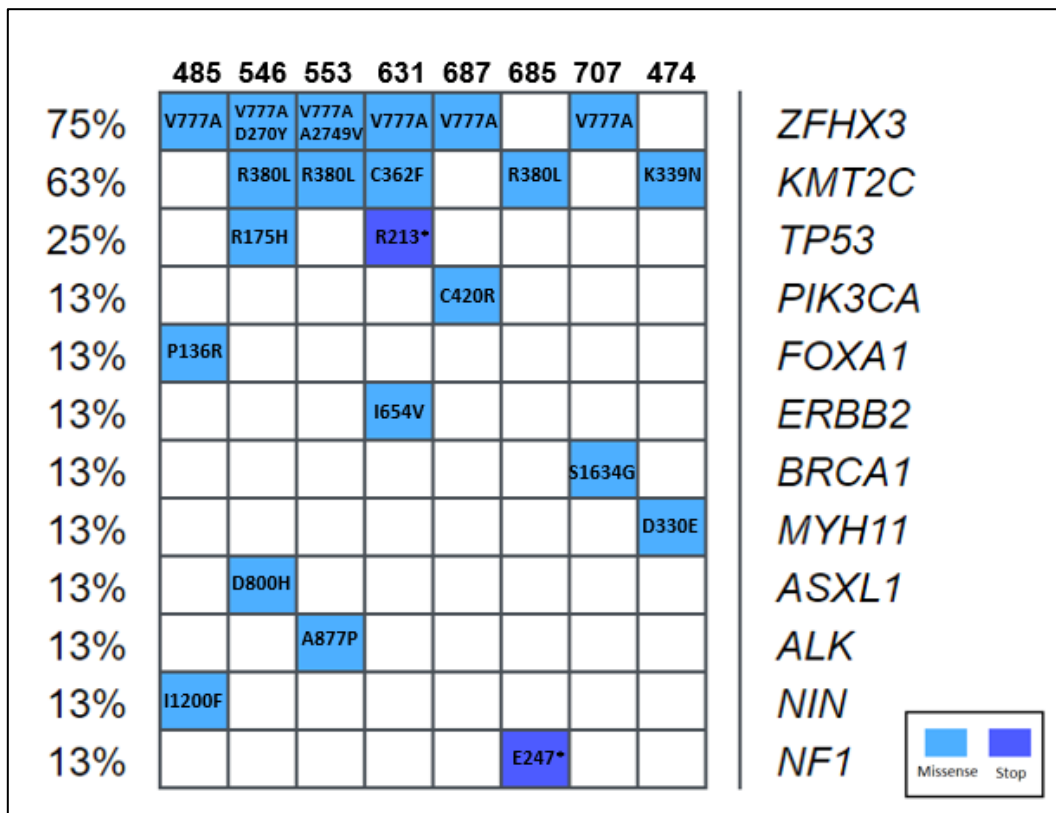 485 546 553 631 687 685 707 474
75% V777A V777A V777A V777A V777A V777A ZFHX3
D270Y A2749V
63% R380L R380L C362F R380L K339N KMT2C
25% R175H R213* TP53
13% C420R PIK3CA
13% P136R FOXA1
13% I654V ERBB2
13% S1634G BRCA1
13% D330E MYH11
13% D800H ASXL1
13% A877P ALK
13% I1200F NIN
13% E247* NF1
Missense Stop